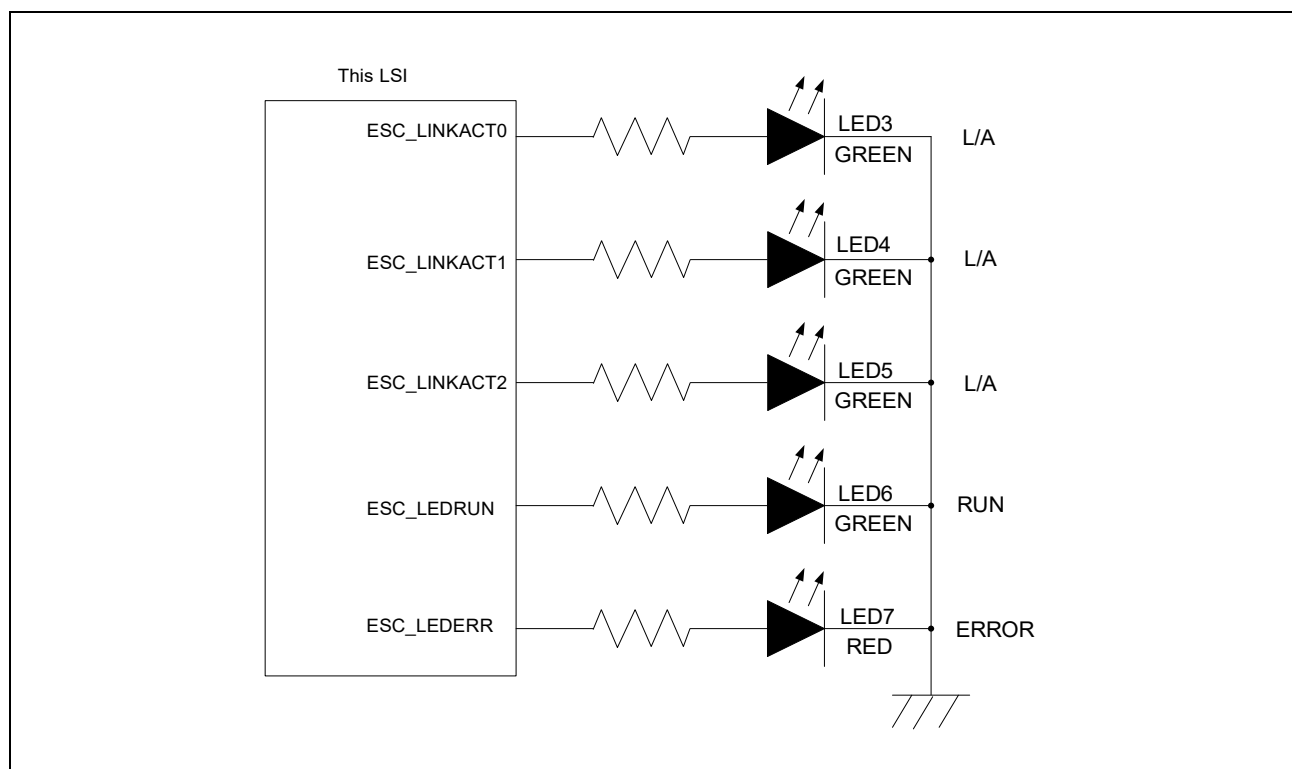 This LSI
ESC_LINKACT0
LED3
GREEN
L/A
ESC_LINKACT1
LED4
GREEN
L/A
ESC_LINKACT2
LED5
GREEN
L/A
ESC_LEDRUN
LED6
GREEN
RUN
ESC_LEDERR
LED7
RED
ERROR